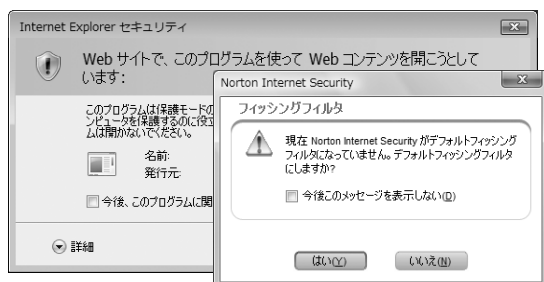 Internet Explorer セキュリティ
Web サイトで、このプログラムを使って Web コンテンツを開こうとして
います:
このプログラムは保護モードの
ンピュータを保護するのに役立
ムは開かないでください。
名前:
発行元:
今後、このプログラムに関
詳細
Norton Internet Security
フィッシングフィルタ
現在 Norton Internet Security がデフォルトフィッシング
フィルタになっていません。デフォルトフィッシングフィルタ
にしますか?
今後このメッセージを表示しない(D)
はい(Y)
いいえ(N)